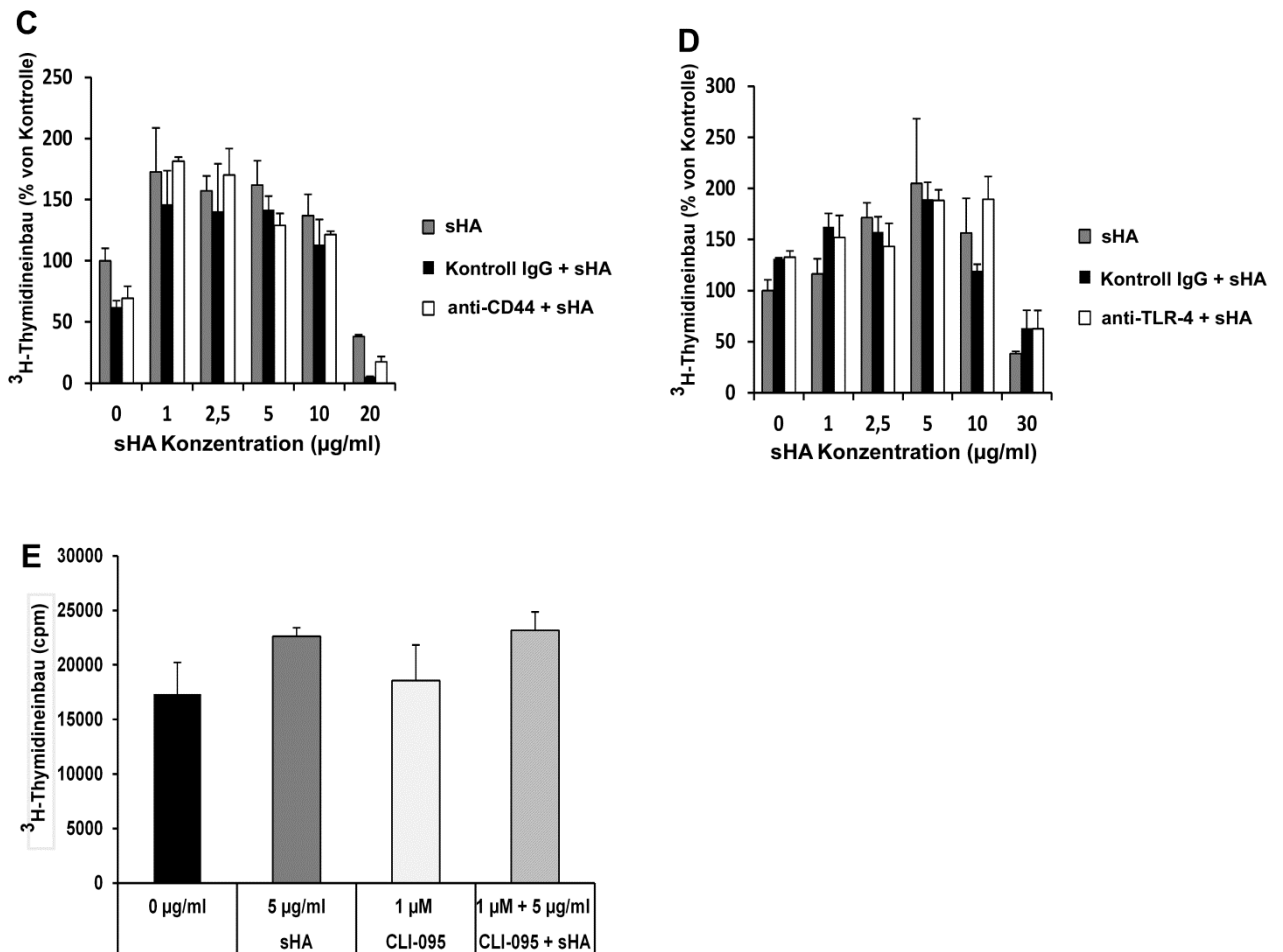 C
³H-Thymidineinbau (% von Kontrolle)
250
200
150
100
50
0
0 1 2,5 5 10 20
sHA Konzentration (µg/ml)
sHA
Kontroll IgG + sHA
anti-CD44 + sHA
D
³H-Thymidineinbau (% von Kontrolle)
300
250
200
150
100
50
0
0 1 2,5 5 10 30
sHA Konzentration (µg/ml)
sHA
Kontroll IgG + sHA
anti-TLR-4 + sHA
E
³H-Thymidineinbau (cpm)
30000
25000
20000
15000
10000
5000
0
0 µg/ml 5 µg/ml 1 µM 1 µM + 5 µg/ml
sHA CLI-095 CLI-095 + sHA